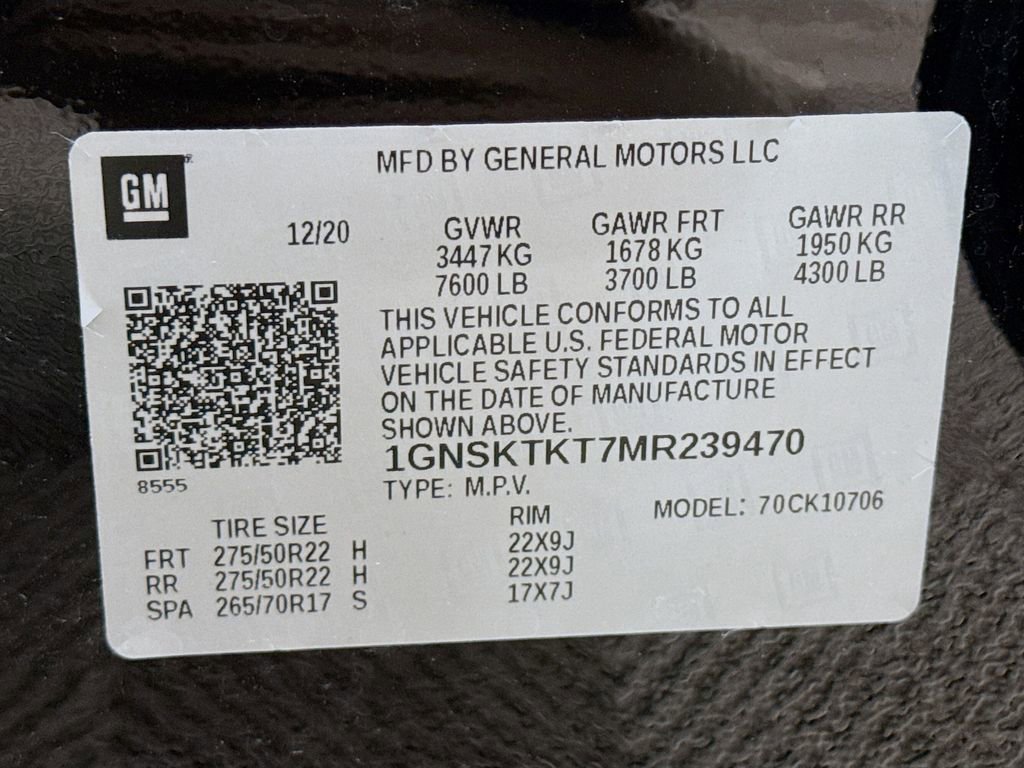 GM
MFD BY GENERAL MOTORS LLC
12/20 GVWR GAWR FRT GAWR RR
3447 KG 1678 KG 1950 KG
7600 LB 3700 LB 4300 LB
THIS VEHICLE CONFORMS TO ALL
APPLICABLE U.S. FEDERAL MOTOR
VEHICLE SAFETY STANDARDS IN EFFECT
ON THE DATE OF MANUFACTURE
SHOWN ABOVE.
1GNSKTKT7MR239470
8555
TYPE: M.P.V. MODEL: 70CK10706
TIRE SIZE RIM
FRT 275/50R22 H 22X9J
RR 275/50R22 H 22X9J
SPA 265/70R17 S 17X7J